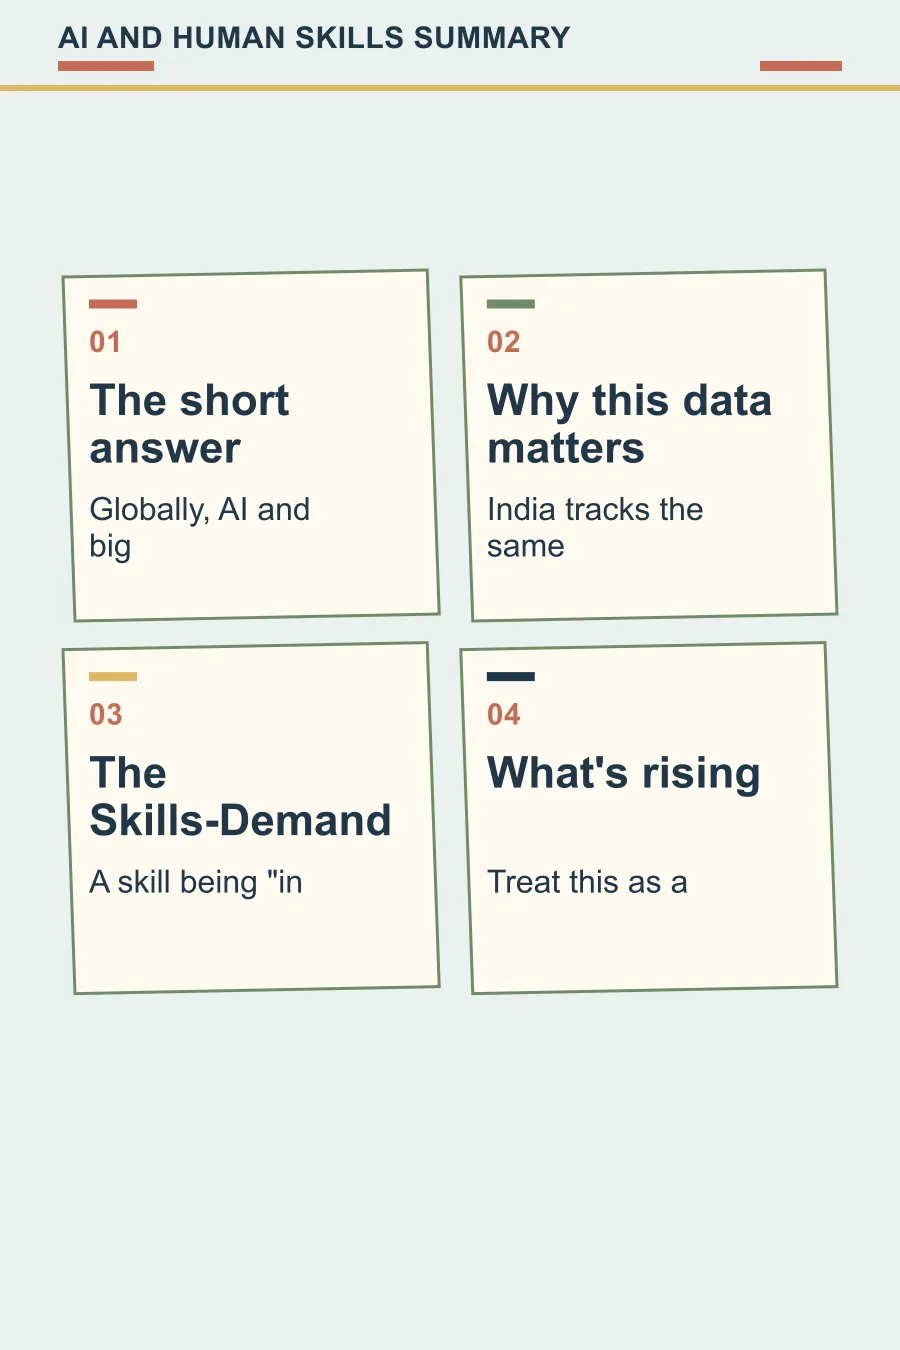 AI AND HUMAN SKILLS SUMMARY
01
The short
answer
Globally, AI and
big
02
Why this data
matters
India tracks the
same
03
The
Skills-Demand
A skill being "in
04
What's rising
Treat this as a